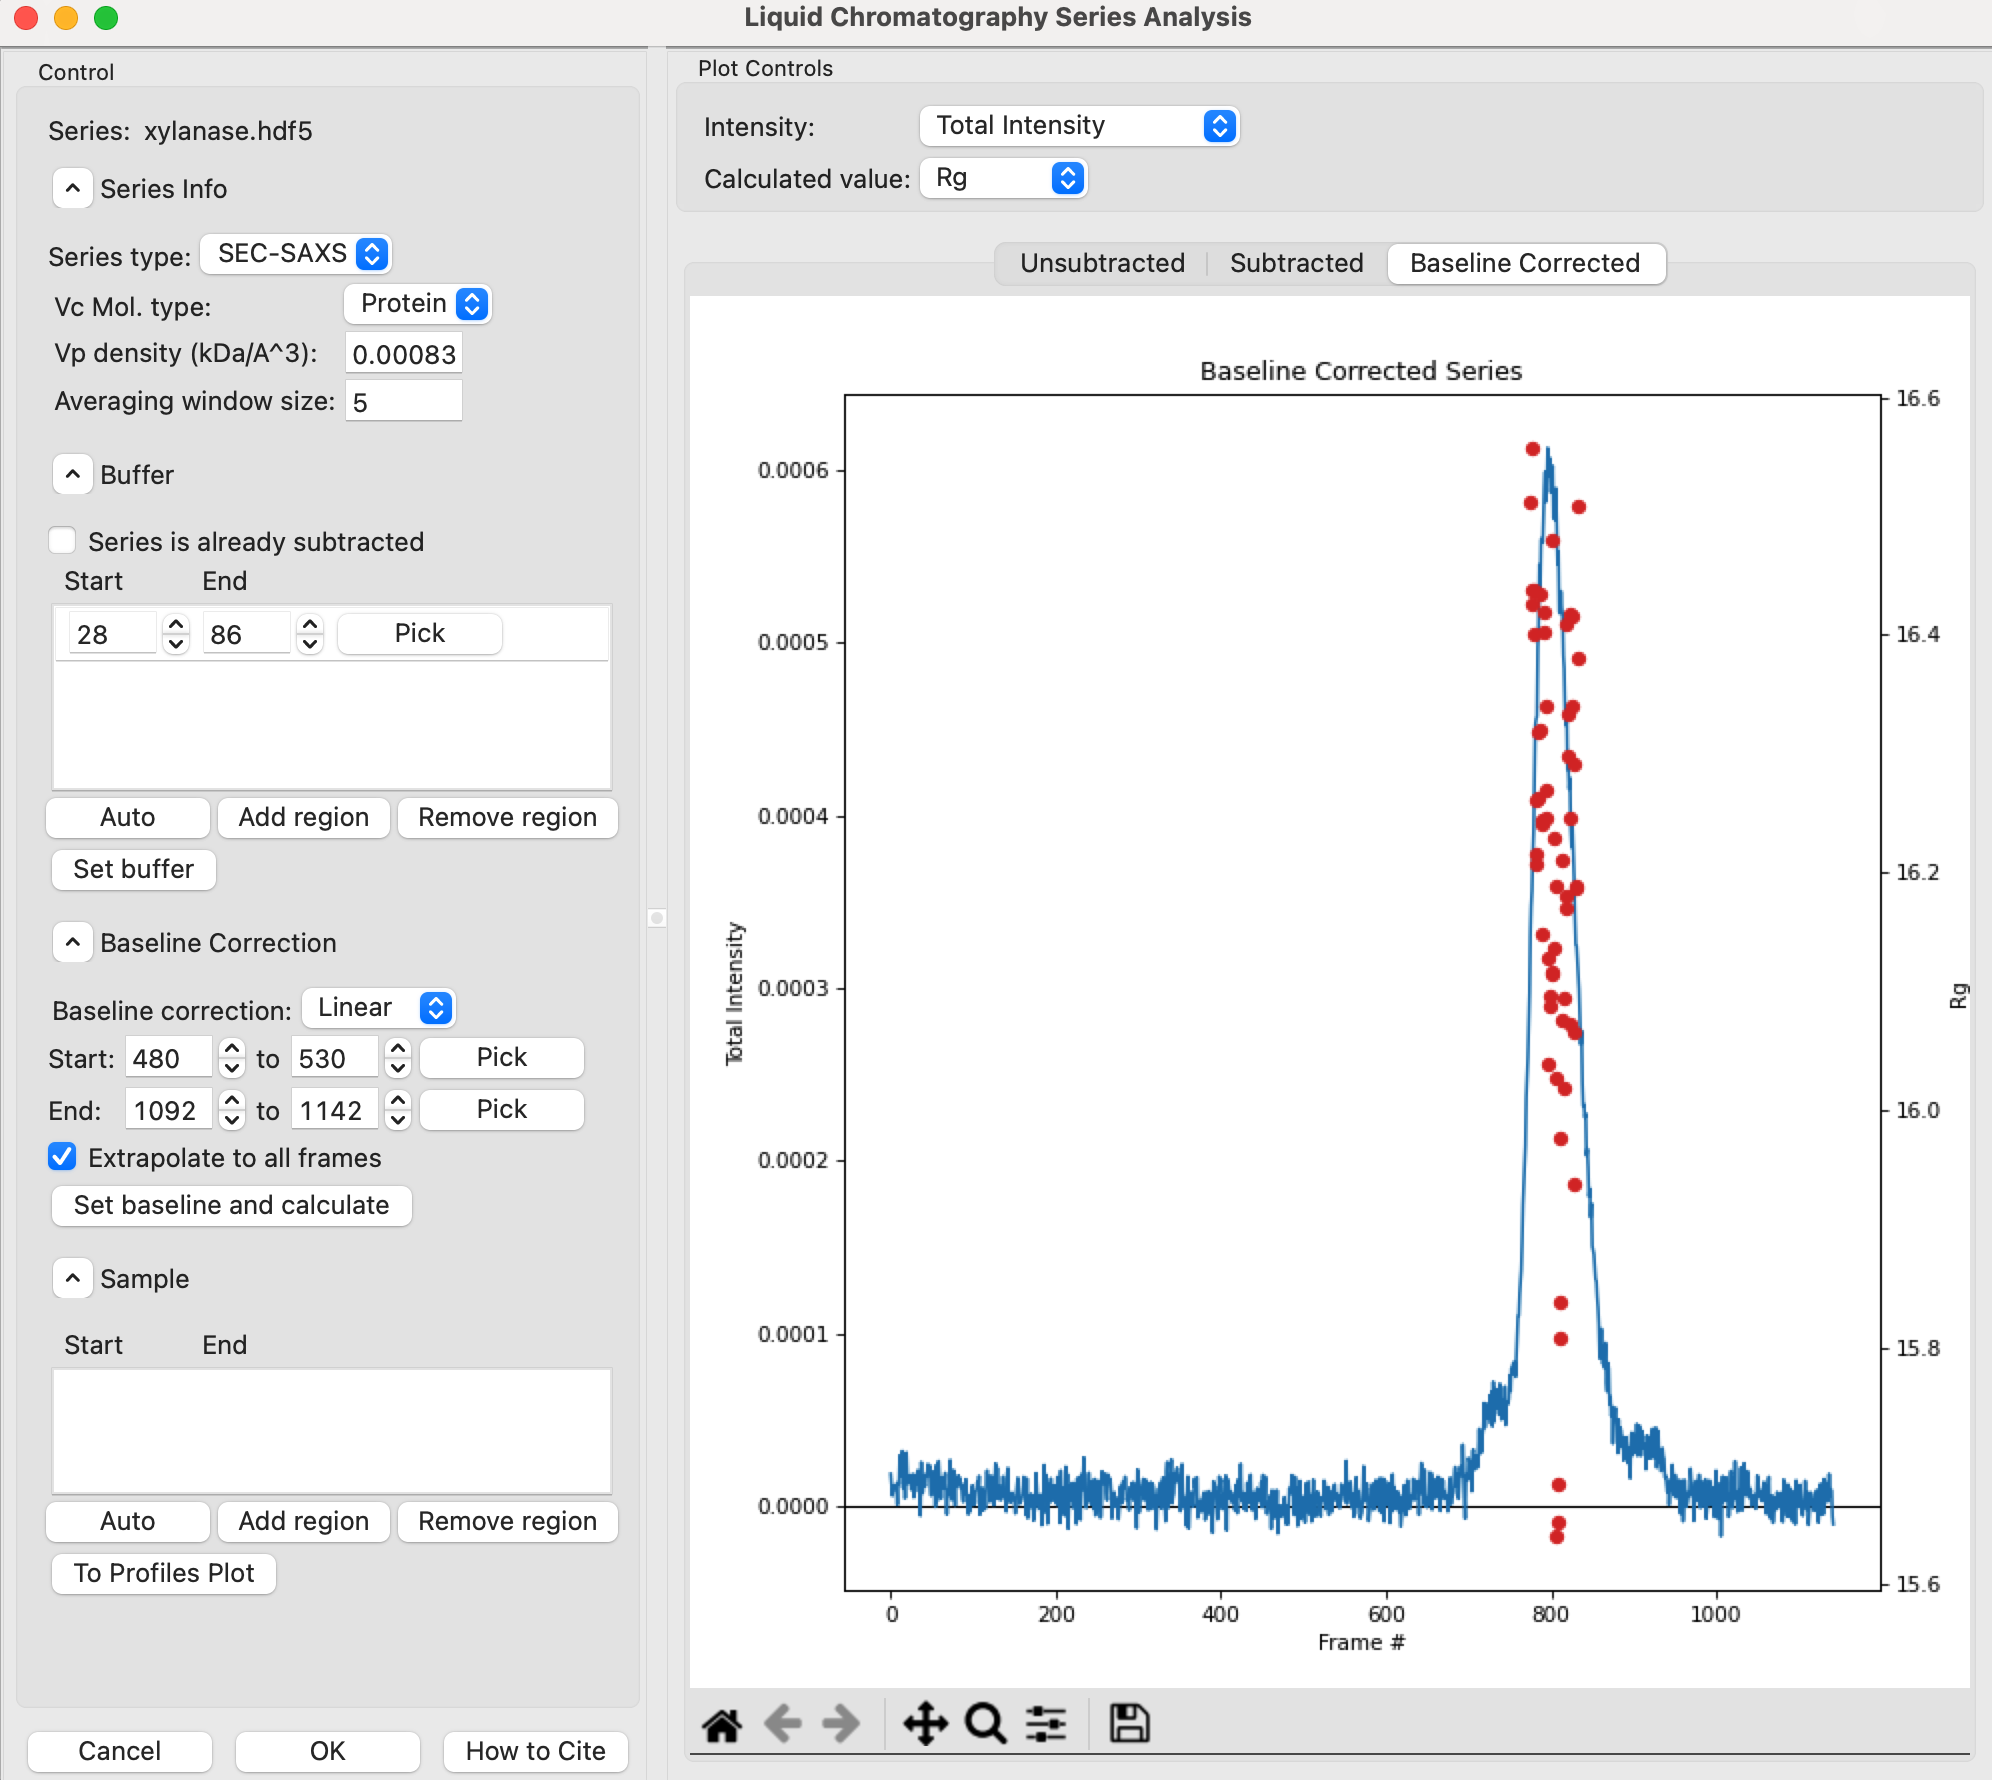 Liquid Chromatography Series Analysis
Control
Series: xylanase.hdf5
Series Info
Series type: SEC-SAXS
Vc Mol. type: Protein
Vp density (kDa/A^3): 0.00083
Averaging window size: 5
Buffer
Series is already subtracted
Start End
28 86 Pick
Auto Add region Remove region
Set buffer
Baseline Correction
Baseline correction: Linear
Start: 480 to 530 Pick
End: 1092 to 1142 Pick
Extrapolate to all frames
Set baseline and calculate
Sample
Start End
Auto Add region Remove region
To Profiles Plot
Cancel OK How to Cite
Plot Controls
Intensity: Total Intensity
Calculated value: Rg
Unsubtracted Subtracted Baseline Corrected
Baseline Corrected Series
0.0006
0.0005
0.0004
0.0003
0.0002
0.0001
0.0000
Total Intensity
16.6
16.4
16.2
16.0
15.8
15.6
Rg
0 200 400 600 800 1000
Frame #